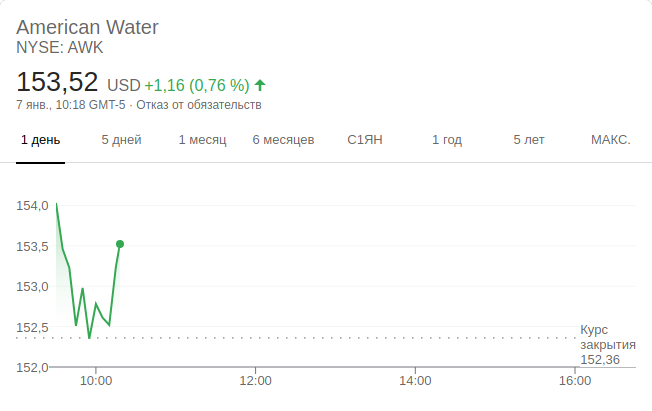 American Water
NYSE: AWK
153,52 USD +1,16 (0,76 %)
7 янв., 10:18 GMT-5 · Отказ от обязательств
1 день 5 дней 1 месяц 6 месяцев С1ЯН 1 год 5 лет МАКС.
154,0
153,5
153,0
152,5
152,0
Курс
закрытия
152,36
10:00 12:00 14:00 16:00